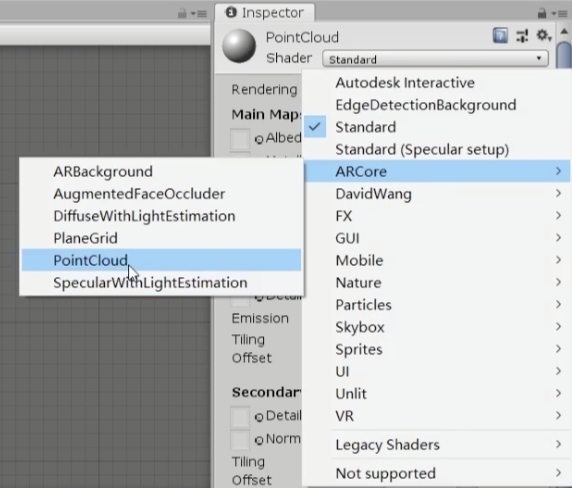 Inspector
PointCloud
Shader
Standard
Rendering
Main Maps
Albed
Emission
Tiling
Offset
Secondary
Detail
Norm
Tiling
Offset
Autodesk Interactive
EdgeDetectionBackground
Standard
Standard (Specular setup)
ARCore
DavidWang
FX
GUI
Mobile
Nature
Particles
Skybox
Sprites
UI
Unlit
VR
Legacy Shaders
Not supported
ARBackground
AugmentedFaceOccluder
DiffuseWithLightEstimation
PlaneGrid
PointCloud
SpecularWithLightEstimation